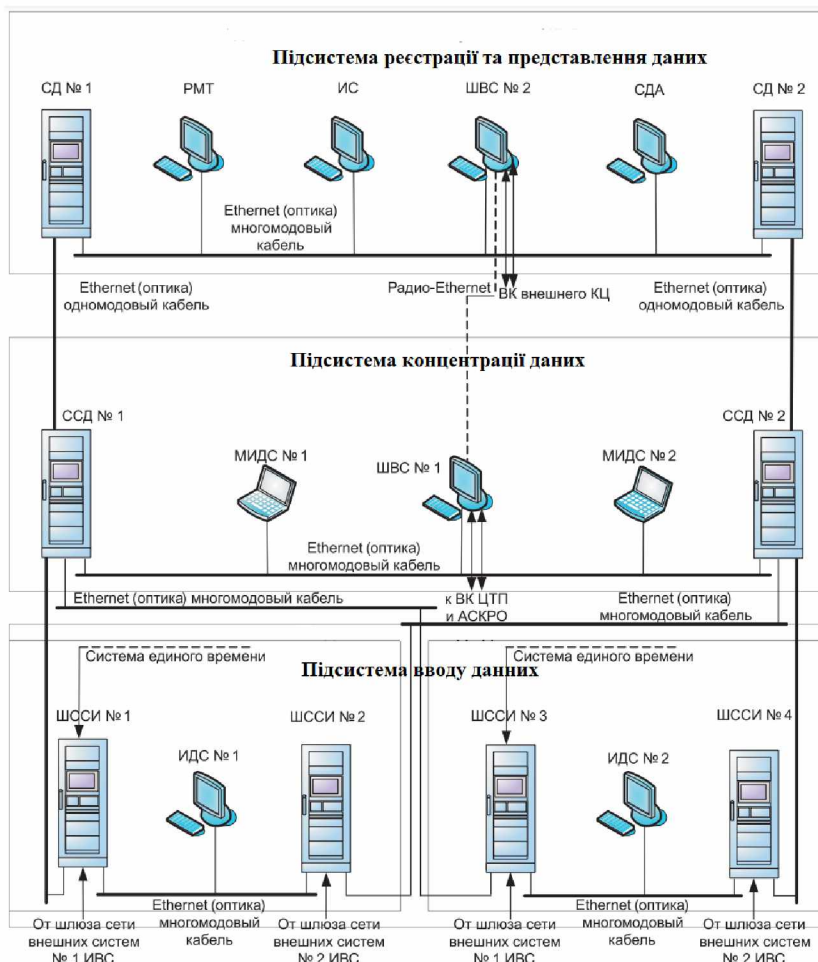 Підсистема реєстрації та представлення даних
СД № 1
РМТ
ИС
ШВС № 2
СДА
СД № 2
Ethernet (оптика)
многомодовый
кабель
Ethernet (оптика)
одномодовый кабель
Радио-Ethernet
ВК внешнего КЦ
Ethernet (оптика)
одномодовый кабель
Підсистема концентрації даних
ССД № 1
МИДС № 1
ШВС № 1
МИДС № 2
ССД № 2
Ethernet (оптика)
многомодовый кабель
Ethernet (оптика) многомодовый кабель
к ВК ЦТП
и АСКРО
Ethernet (оптика)
многомодовый кабель
Система единого времени
Підсистема вводу данних
Система единого времени
ШССИ № 1
ИДС № 1
ШССИ № 2
ШССИ № 3
ИДС № 2
ШССИ № 4
Ethernet (оптика)
многомодовый
кабель
Ethernet (оптика)
многомодовый
кабель
От шлюза сети
внешних систем
№ 1 ИВС
От шлюза сети
внешних систем
№ 2 ИВС
От шлюза сети
внешних систем
№ 1 ИВС
От шлюза сети
внешних систем
№ 2 ИВС